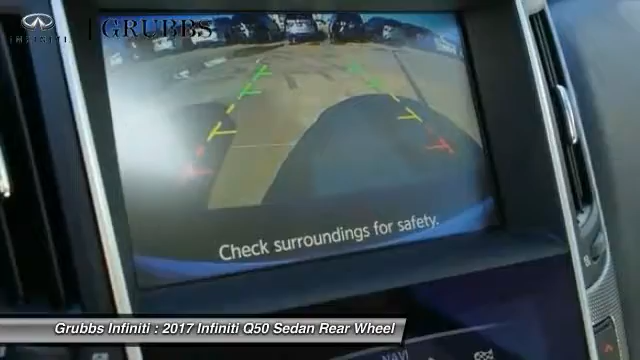 INFINITI
GRUBBS
Check surroundings for safety.
Grubbs Infiniti : 2017 Infiniti Q50 Sedan Rear Wheel
NAVI